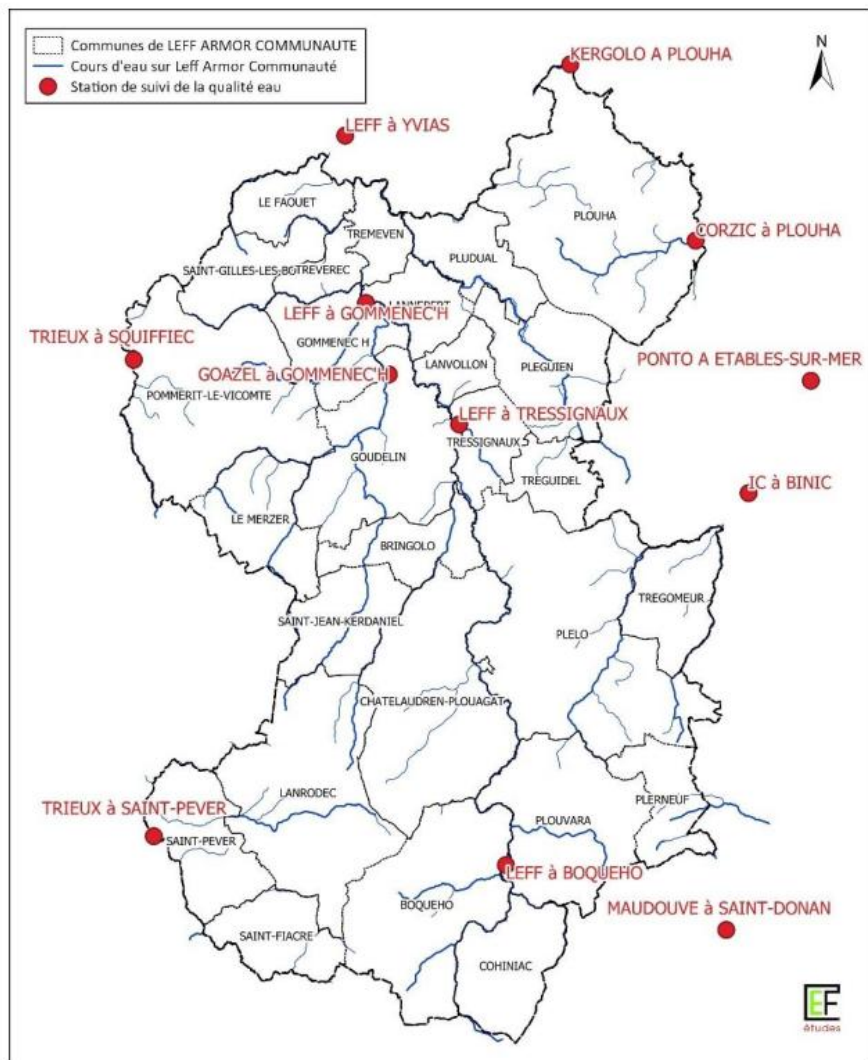 Communes de LEFF ARMOR COMMUNAUTE
Cours d'eau sur Leff Armor Communauté
Station de suivi de la qualité eau
N
KERGOLO A PLOUHA
LEFF à YVIAS
LE FAOUET
PLOUHA
TREMEVEN
CORZIC à PLOUHA
PLUDUAL
SAINT-GILLES-LES-BO
TREVEREC
LANNEBERT
LEFF à GOMMENEC'H
TRIEUX à SQUIFFIEC
GOMMENEC H
LANVOLLON
PLEGUIEN
PONTO A ETABLES-SUR-MER
GOAZEL à GOMMENEC'H
POMMERIT-LE-VICOMTE
LEFF à TRESSIGNAUX
TRESSIGNAUX
GOUDELIN
TREGUIDEL
IC à BINIC
LE MERZER
BRINGOLO
TREGOMEUR
SAINT-JEAN-KERDANIEL
PLELO
CHATELAUDREN-PLOUAGAT
LANRODEC
PLERNEUF
TRIEUX à SAINT-PEVER
PLOUVARA
SAINT-PEVER
LEFF à BOQUEHO
BOQUEHO
MAUDOUVE à SAINT-DONAN
SAINT-FIACRE
COHINIAC
CEF
études